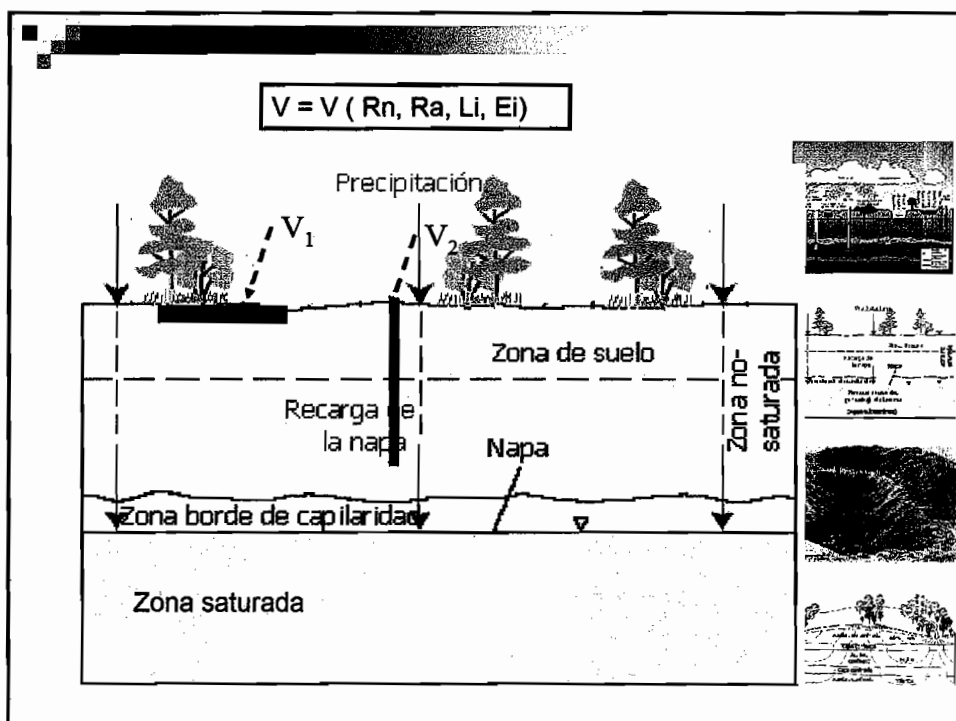 V = V ( Rn, Ra, Li, Ei)
Precipitación
V1
V2
Zona de suelo
Recarga de
la napa
Napa
Zona no-
saturada
Zona borde de capilaridad
Zona saturada